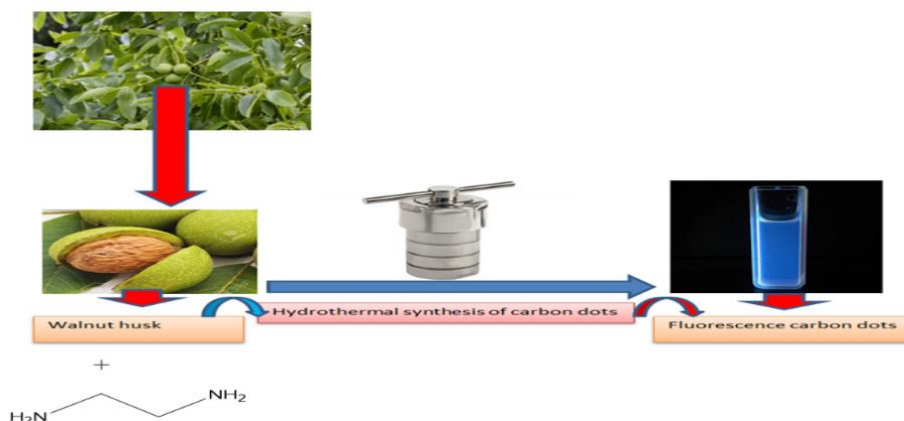 Walnut husk
Hydrothermal synthesis of carbon dots
Fluorescence carbon dots
+
H₂N
NH₂